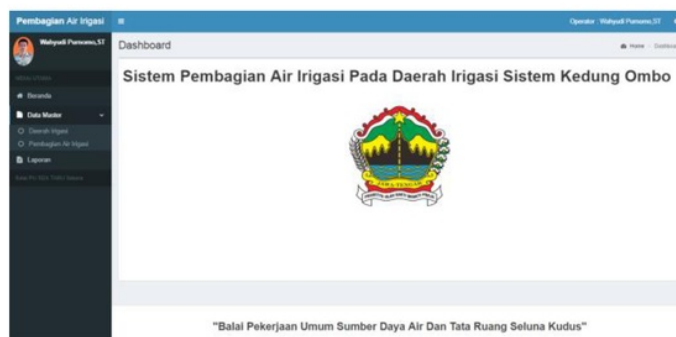 Pembagian Air Irigasi
Operator : Wahyudi Purnomo,ST
Wahyudi Purnomo,ST
Dashboard
Home
MENU UTAMA
Sistem Pembagian Air Irigasi Pada Daerah Irigasi Sistem Kedung Ombo
Beranda
Data Master
Daerah Irigasi
Pembagian Air Irigasi
Laporan
JAWA TENGAH
"Balai Pekerjaan Umum Sumber Daya Air Dan Tata Ruang Seluna Kudus"